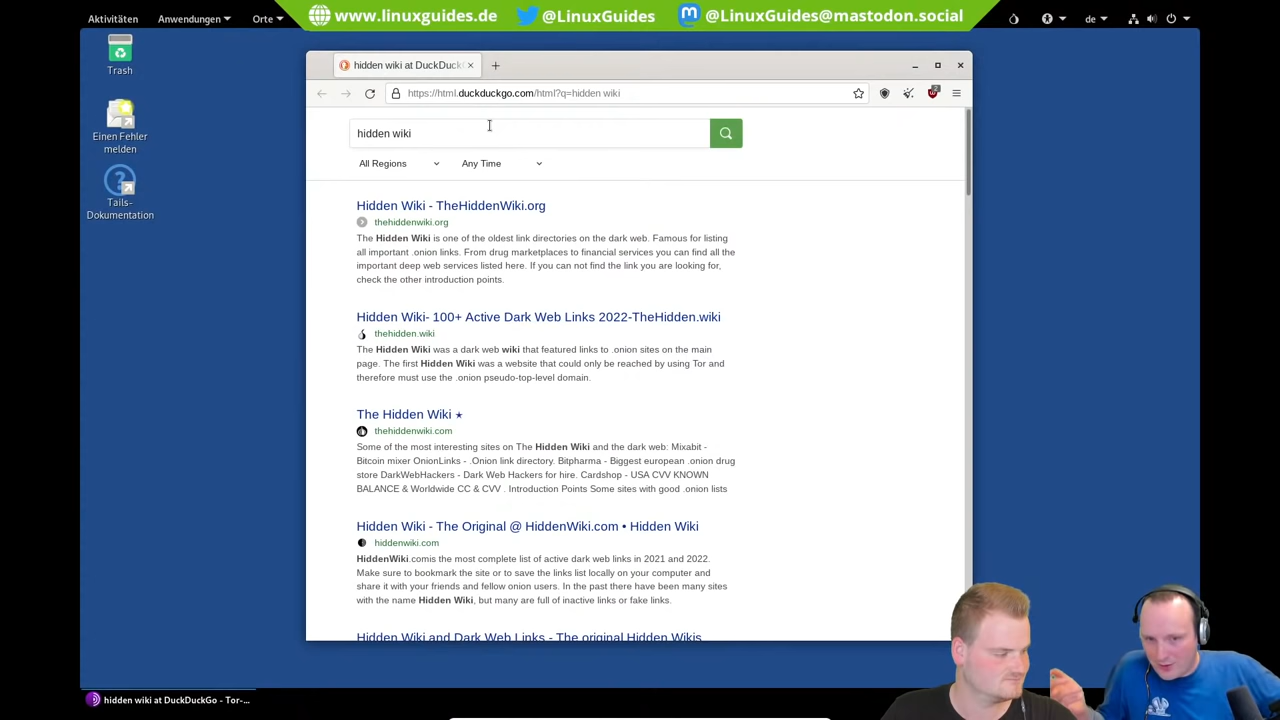 Aktivitäten Anwendungen Orte www.linuxguides.de @LinuxGuides @LinuxGuides@mastodon.social de
Trash
Einen Fehler
melden
Tails-
Dokumentation
hidden wiki at DuckDuckG
https://html.duckduckgo.com/html?q=hidden wiki
2
hidden wiki
All Regions Any Time
Hidden Wiki - TheHiddenWiki.org
thehiddenwiki.org
The Hidden Wiki is one of the oldest link directories on the dark web. Famous for listing
all important .onion links. From drug marketplaces to financial services you can find all the
important deep web services listed here. If you can not find the link you are looking for,
check the other introduction points.
Hidden Wiki- 100+ Active Dark Web Links 2022-TheHidden.wiki
thehidden.wiki
The Hidden Wiki was a dark web wiki that featured links to .onion sites on the main
page. The first Hidden Wiki was a website that could only be reached by using Tor and
therefore must use the .onion pseudo-top-level domain.
The Hidden Wiki ⋆
thehiddenwiki.com
Some of the most interesting sites on The Hidden Wiki and the dark web: Mixabit -
Bitcoin mixer OnionLinks - .Onion link directory. Bitpharma - Biggest european .onion drug
store DarkWebHackers - Dark Web Hackers for hire. Cardshop - USA CVV KNOWN
BALANCE & Worldwide CC & CVV . Introduction Points Some sites with good .onion lists
Hidden Wiki - The Original @ HiddenWiki.com • Hidden Wiki
hiddenwiki.com
HiddenWiki.comis the most complete list of active dark web links in 2021 and 2022.
Make sure to bookmark the site or to save the links list locally on your computer and
share it with your friends and fellow onion users. In the past there have been many sites
with the name Hidden Wiki, but many are full of inactive links or fake links.
Hidden Wiki and Dark Web Links - The original Hidden Wikis
hidden wiki at DuckDuckGo - Tor-...